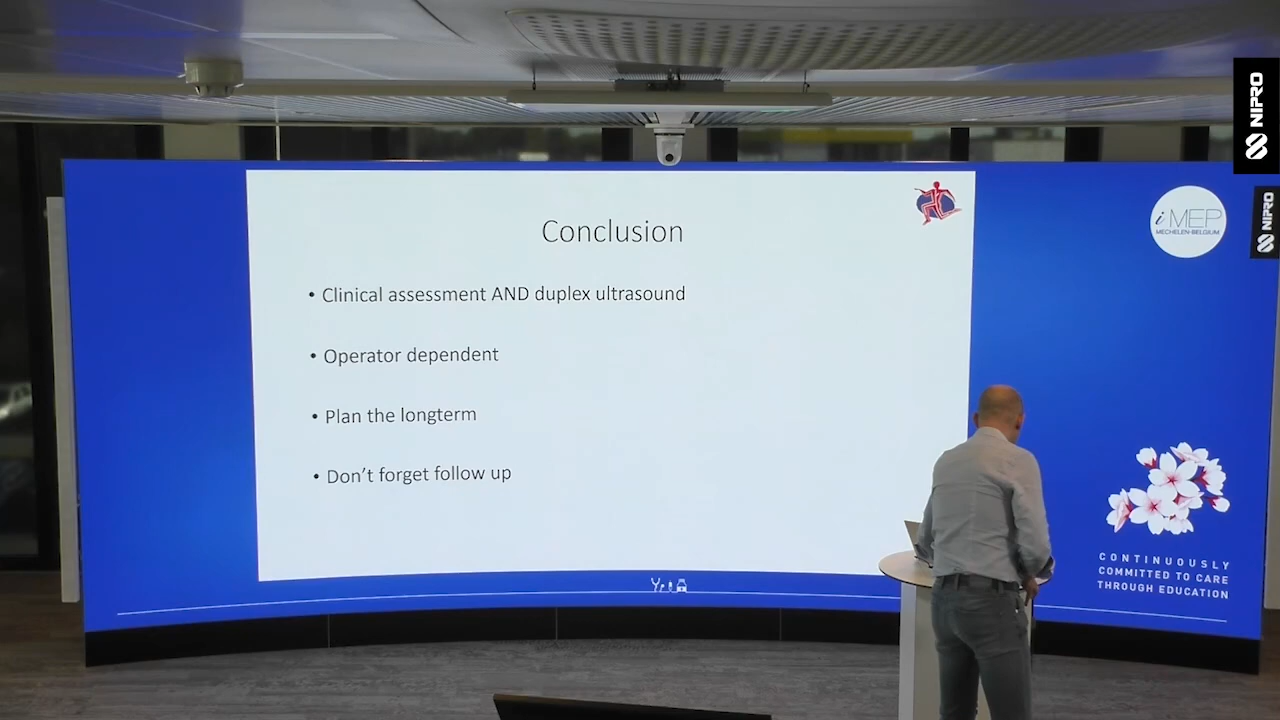 NIPRO
NIPRO
iMEP
MECHELEN-BELGIUM
Conclusion
• Clinical assessment AND duplex ultrasound
• Operator dependent
• Plan the longterm
• Don’t forget follow up
CONTINUOUSLY
COMMITTED TO CARE
THROUGH EDUCATION